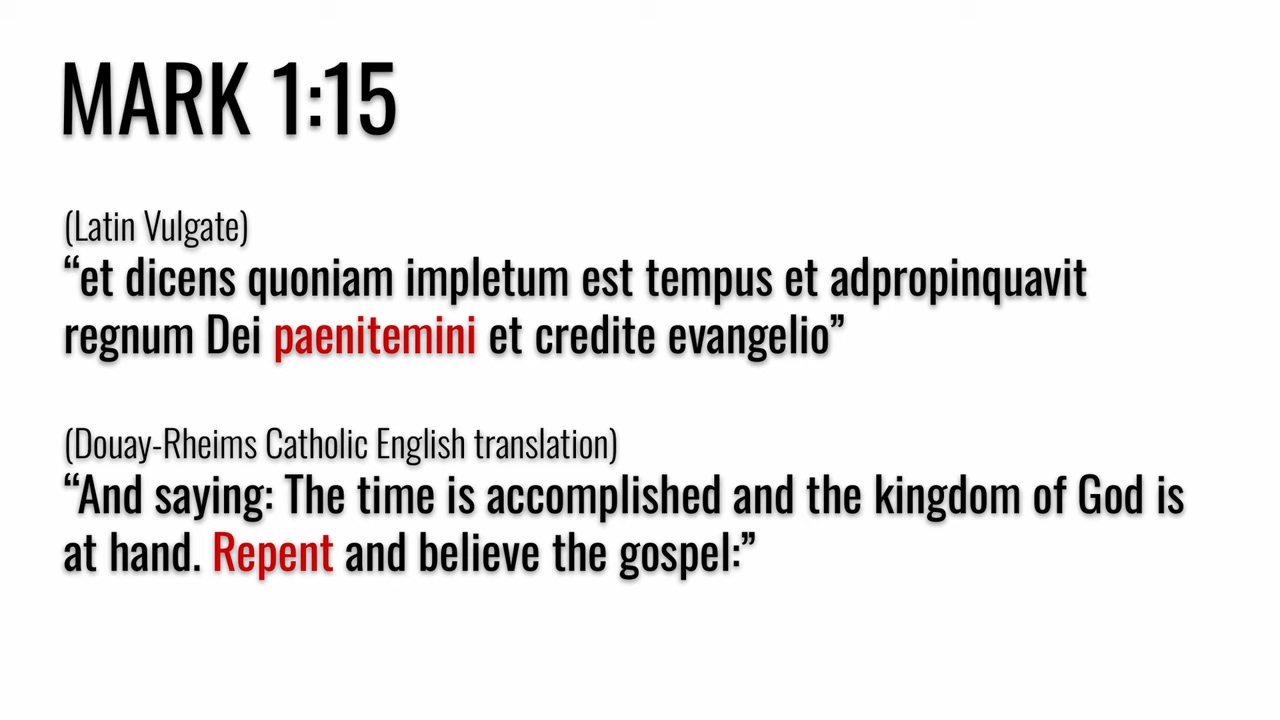 MARK 1:15
(Latin Vulgate)
“et dicens quoniam impletum est tempus et adpropinquavit
regnum Dei paenitemini et credite evangelio”
(Douay-Rheims Catholic English translation)
“And saying: The time is accomplished and the kingdom of God is
at hand. Repent and believe the gospel:”